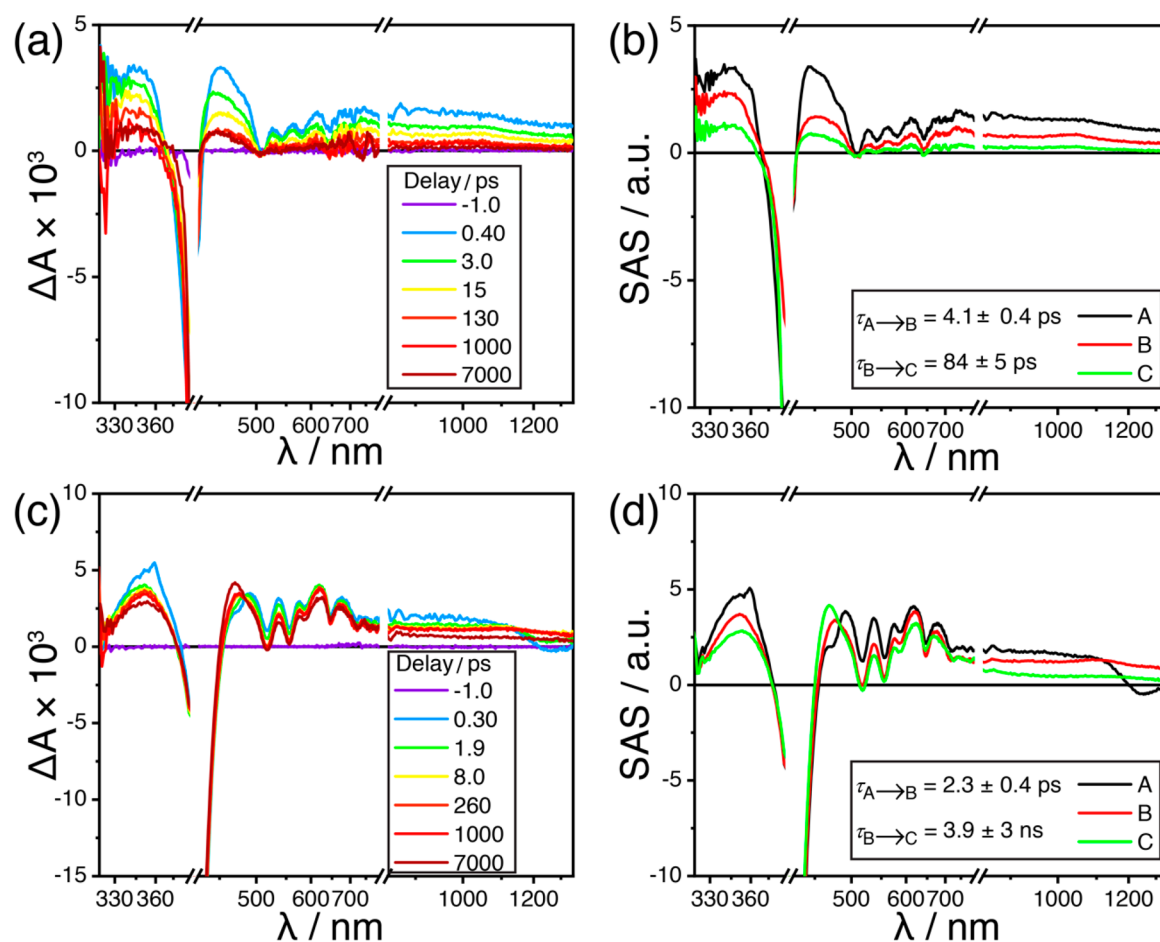 (a)
5
0
-5
-10
ΔA × 10³
Delay / ps
-1.0
0.40
3.0
15
130
1000
7000
330 360 500 600 700 1000 1200
λ / nm
(b)
5
0
-5
-10
SAS / a.u.
τA→B = 4.1 ± 0.4 ps
τB→C = 84 ± 5 ps
A
B
C
330 360 500 600 700 1000 1200
λ / nm
(c)
10
5
0
-5
-10
-15
ΔA × 10³
Delay / ps
-1.0
0.30
1.9
8.0
260
1000
7000
330 360 500 600 700 1000 1200
λ / nm
(d)
10
5
0
-5
-10
SAS / a.u.
τA→B = 2.3 ± 0.4 ps
τB→C = 3.9 ± 3 ns
A
B
C
330 360 500 600 700 1000 1200
λ / nm